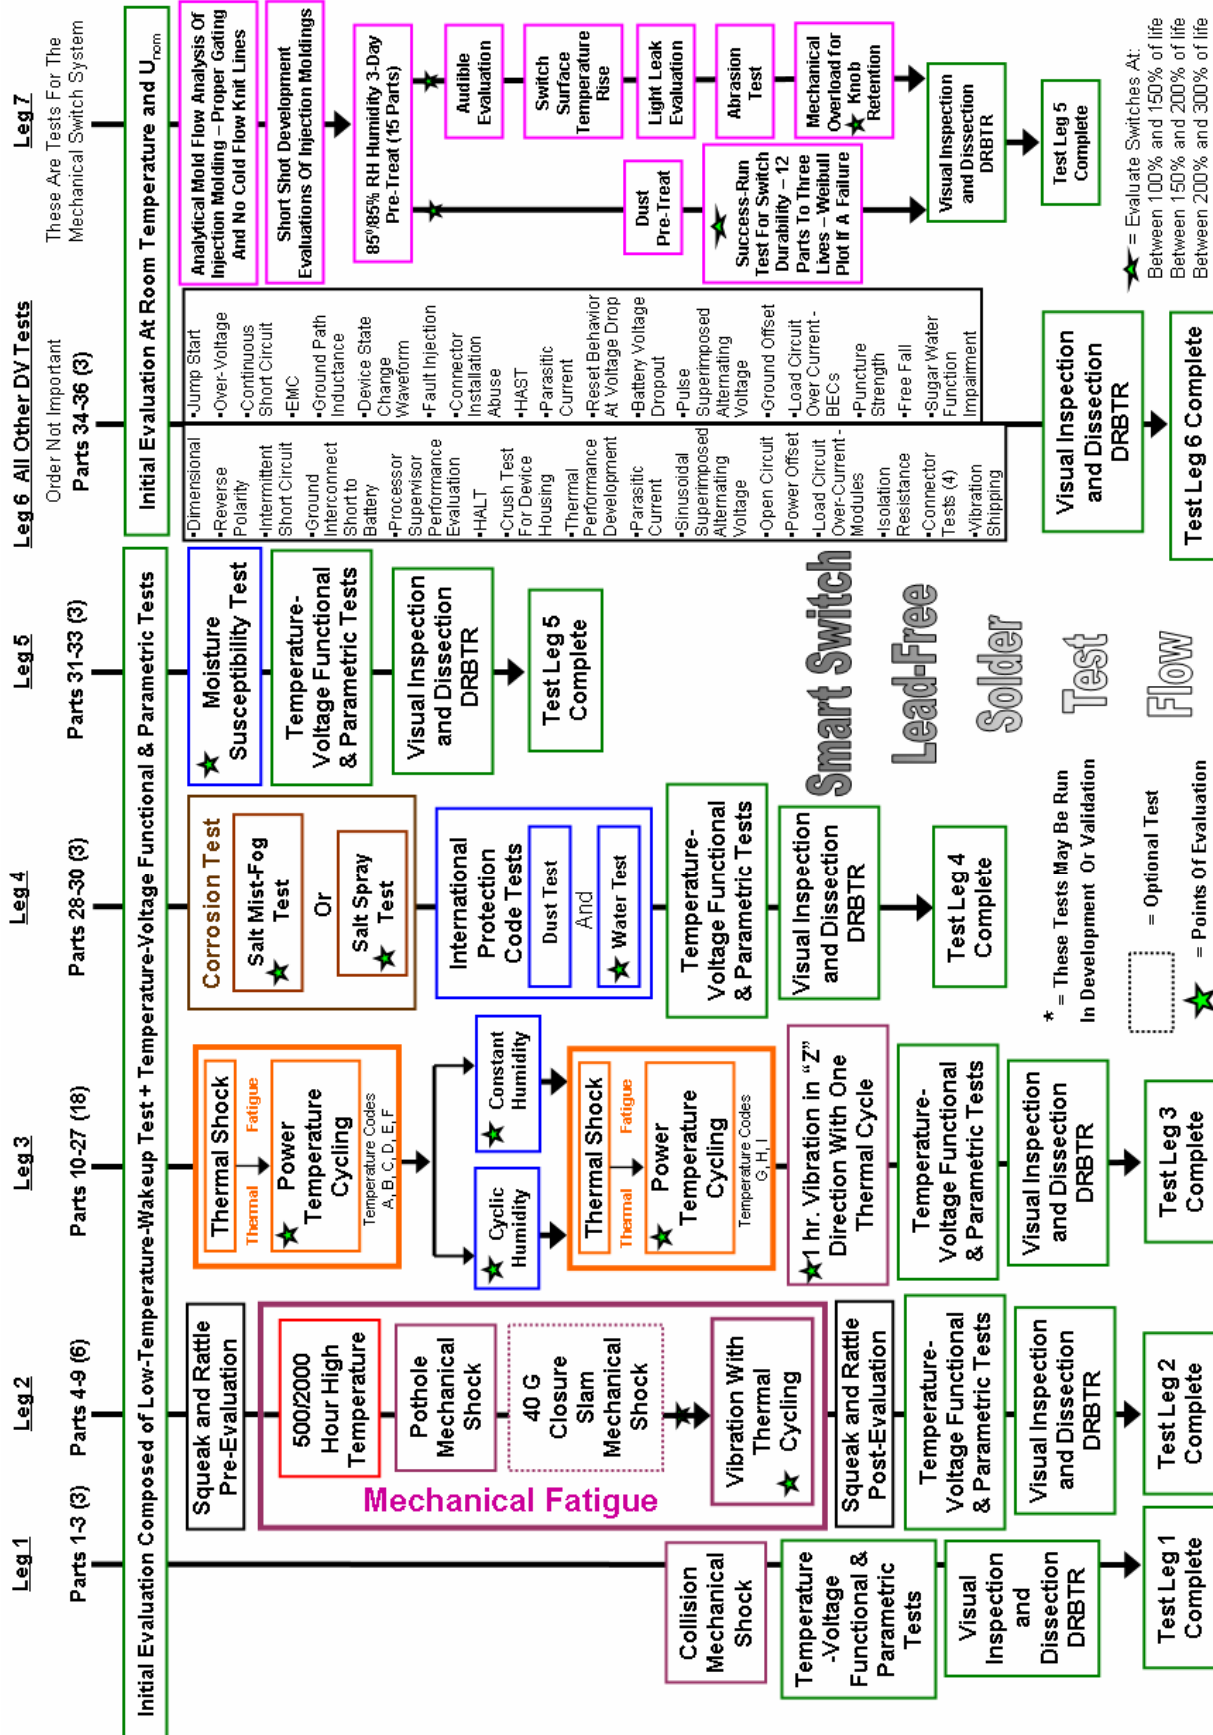 Leg 1
Parts 1-3 (3)
Leg 2
Parts 4-9 (6)
Leg 3
Parts 10-27 (18)
Leg 4
Parts 28-30 (3)
Leg 5
Parts 31-33 (3)
Leg 6 All Other DV Tests
Order Not Important
Parts 34-36 (3)
Leg 7
These Are Tests For The
Mechanical Switch System
Initial Evaluation Composed of Low-Temperature-Wakeup Test + Temperature-Voltage Functional & Parametric Tests
Initial Evaluation At Room Temperature and Unom
Collision
Mechanical
Shock
Temperature
-Voltage
Functional &
Parametric
Tests
Visual
Inspection
and
Dissection
DRBTR
Test Leg 1
Complete
Squeak and Rattle
Pre-Evaluation
Mechanical Fatigue
500/2000
Hour High
Temperature
Pothole
Mechanical
Shock
40 G
Closure
Slam
Mechanical
Shock
Vibration With
Thermal
Cycling
Squeak and Rattle
Post-Evaluation
Temperature-
Voltage Functional
& Parametric Tests
Visual Inspection
and Dissection
DRBTR
Test Leg 2
Complete
Thermal Shock
Thermal Fatigue
Power
Temperature
Cycling
Temperature Codes
A, B, C, D, E, F
Cyclic
Humidity
Constant
Humidity
Thermal Shock
Thermal Fatigue
Power
Temperature
Cycling
Temperature Codes
G, H, I
1 hr. Vibration in "Z"
Direction With One
Thermal Cycle
Temperature-
Voltage Functional
& Parametric Tests
Visual Inspection
and Dissection
DRBTR
Test Leg 3
Complete
Corrosion Test
Salt Mist-Fog
Test
Or
Salt Spray
Test
International
Protection
Code Tests
Dust Test
And
Water Test
Temperature-
Voltage Functional
& Parametric Tests
Visual Inspection
and Dissection
DRBTR
Test Leg 4
Complete
* = These Tests May Be Run
In Development Or Validation
= Optional Test
= Points Of Evaluation
Moisture
Susceptibility Test
Temperature-
Voltage Functional
& Parametric Tests
Visual Inspection
and Dissection
DRBTR
Test Leg 5
Complete
Smart Switch
Lead-Free
Solder
Test
Flow
•Dimensional
•Reverse
Polarity
•Intermittent
Short Circuit
•Ground
Interconnect
Short to
Battery
•Processor
Supervisor
Performance
Evaluation
•HALT
•Crush Test
For Device
Housing
•Thermal
Performance
Development
•Parasitic
Current
•Sinusoidal
Superimposed
Alternating
Voltage
•Open Circuit
•Power Offset
•Load Circuit
Over-Current-
Modules
•Isolation
Resistance
•Connector
Tests (4)
•Vibration
Shipping
•Jump Start
•Over-Voltage
•Continuous
Short Circuit
•EMC
•Ground Path
Inductance
•Device State
Change
Waveform
•Fault Injection
•Connector
Installation
Abuse
•HAST
•Parasitic
Current
•Reset Behavior
At Voltage Drop
•Battery Voltage
Dropout
•Pulse
Superimposed
Alternating
Voltage
•Ground Offset
•Load Circuit
Over Current-
BECs
•Puncture
Strength
•Free Fall
•Sugar Water
Function
Impairment
Visual Inspection
and Dissection
DRBTR
Test Leg 6 Complete
Analytical Mold Flow Analysis Of
Injection Molding – Proper Gating
And No Cold Flow Knit Lines
Short Shot Development
Evaluations Of Injection Moldings
85⁰/85% RH Humidity 3-Day
Pre-Treat (15 Parts)
Dust
Pre-Treat
Success-Run
Test For Switch
Durability – 12
Parts To Three
Lives – Weibull
Plot If A Failure
Audible
Evaluation
Switch
Surface
Temperature
Rise
Light Leak
Evaluation
Abrasion
Test
Mechanical
Overload for
Knob
Retention
Visual Inspection
and Dissection
DRBTR
Test Leg 5
Complete
= Evaluate Switches At:
Between 100% and 150% of life
Between 150% and 200% of life
Between 200% and 300% of life